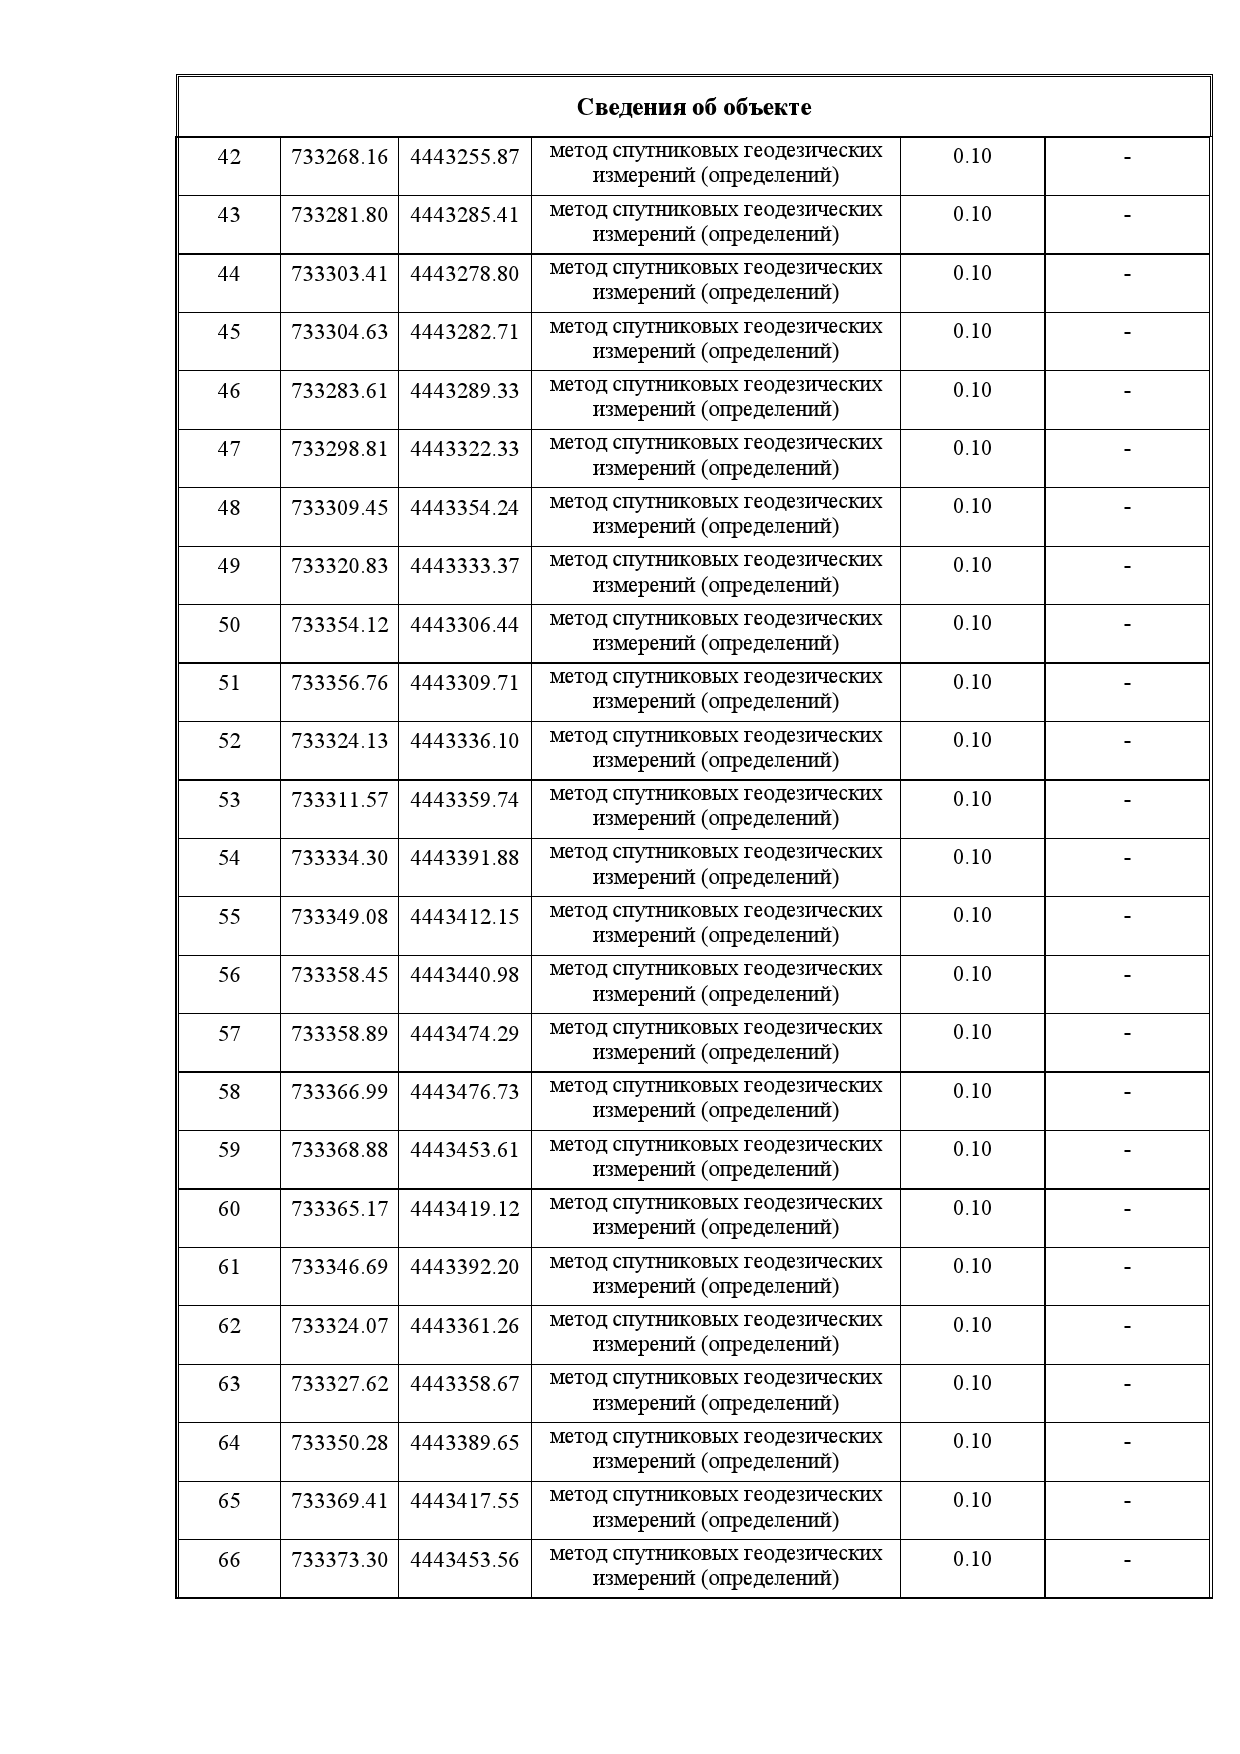 Сведения об объекте
42 733268.16 4443255.87 метод спутниковых геодезических измерений (определений) 0.10 -
43 733281.80 4443285.41 метод спутниковых геодезических измерений (определений) 0.10 -
44 733303.41 4443278.80 метод спутниковых геодезических измерений (определений) 0.10 -
45 733304.63 4443282.71 метод спутниковых геодезических измерений (определений) 0.10 -
46 733283.61 4443289.33 метод спутниковых геодезических измерений (определений) 0.10 -
47 733298.81 4443322.33 метод спутниковых геодезических измерений (определений) 0.10 -
48 733309.45 4443354.24 метод спутниковых геодезических измерений (определений) 0.10 -
49 733320.83 4443333.37 метод спутниковых геодезических измерений (определений) 0.10 -
50 733354.12 4443306.44 метод спутниковых геодезических измерений (определений) 0.10 -
51 733356.76 4443309.71 метод спутниковых геодезических измерений (определений) 0.10 -
52 733324.13 4443336.10 метод спутниковых геодезических измерений (определений) 0.10 -
53 733311.57 4443359.74 метод спутниковых геодезических измерений (определений) 0.10 -
54 733334.30 4443391.88 метод спутниковых геодезических измерений (определений) 0.10 -
55 733349.08 4443412.15 метод спутниковых геодезических измерений (определений) 0.10 -
56 733358.45 4443440.98 метод спутниковых геодезических измерений (определений) 0.10 -
57 733358.89 4443474.29 метод спутниковых геодезических измерений (определений) 0.10 -
58 733366.99 4443476.73 метод спутниковых геодезических измерений (определений) 0.10 -
59 733368.88 4443453.61 метод спутниковых геодезических измерений (определений) 0.10 -
60 733365.17 4443419.12 метод спутниковых геодезических измерений (определений) 0.10 -
61 733346.69 4443392.20 метод спутниковых геодезических измерений (определений) 0.10 -
62 733324.07 4443361.26 метод спутниковых геодезических измерений (определений) 0.10 -
63 733327.62 4443358.67 метод спутниковых геодезических измерений (определений) 0.10 -
64 733350.28 4443389.65 метод спутниковых геодезических измерений (определений) 0.10 -
65 733369.41 4443417.55 метод спутниковых геодезических измерений (определений) 0.10 -
66 733373.30 4443453.56 метод спутниковых геодезических измерений (определений) 0.10 -